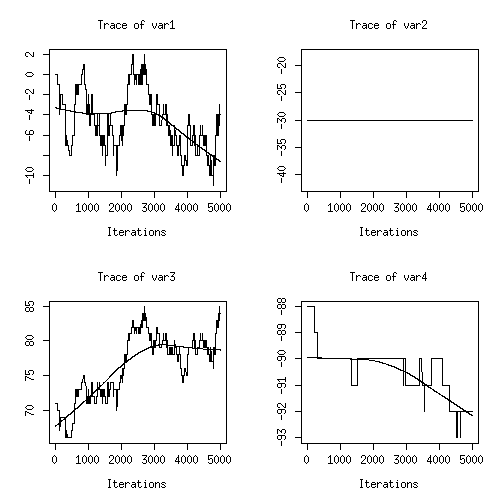 Trace of var1
2
0
-2
-4
-6
-10
0 1000 2000 3000 4000 5000
Iterations
Trace of var2
-20
-25
-30
-35
-40
0 1000 2000 3000 4000 5000
Iterations
Trace of var3
85
80
75
70
0 1000 2000 3000 4000 5000
Iterations
Trace of var4
-88
-89
-90
-91
-92
-93
0 1000 2000 3000 4000 5000
Iterations